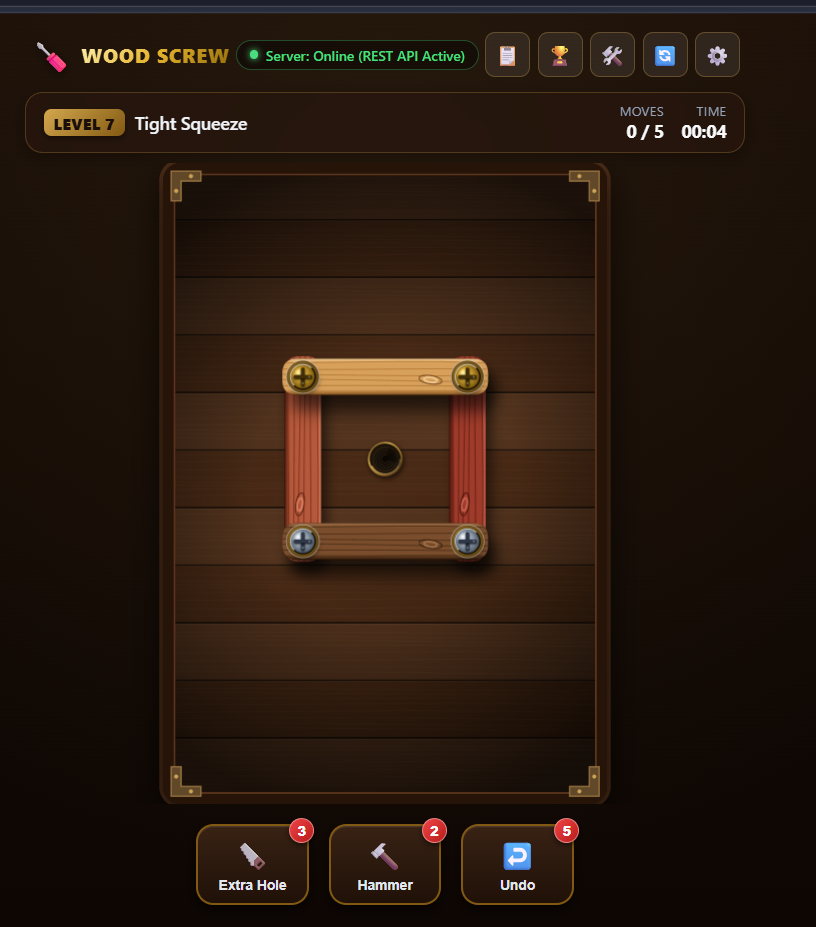 WOOD SCREW
Server: Online (REST API Active)
LEVEL 7 Tight Squeeze
MOVES TIME
0 / 5 00:04
3 2 5
Extra Hole Hammer Undo